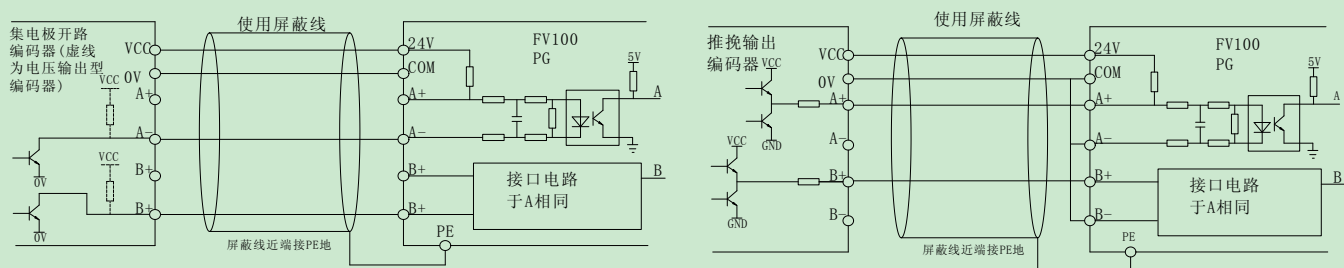 使用屏蔽线
集电极开路
编码器(虚线
为电压输出型
编码器)
VCC
0V
VCC
A+
A-
VCC
B+
B+
0V
0V
24V
COM
A+
A-
B+
B+
FV100
PG
5V
A
B
接口电路
于A相同
PE
屏蔽线近端接PE地
使用屏蔽线
推挽输出
编码器
VCC
VCC
0V
A+
A-
GND
VCC
B+
B-
GND
24V
COM
A+
A-
B+
B-
FV100
PG
5V
A
B
接口电路
于A相同
PE
屏蔽线近端接PE地